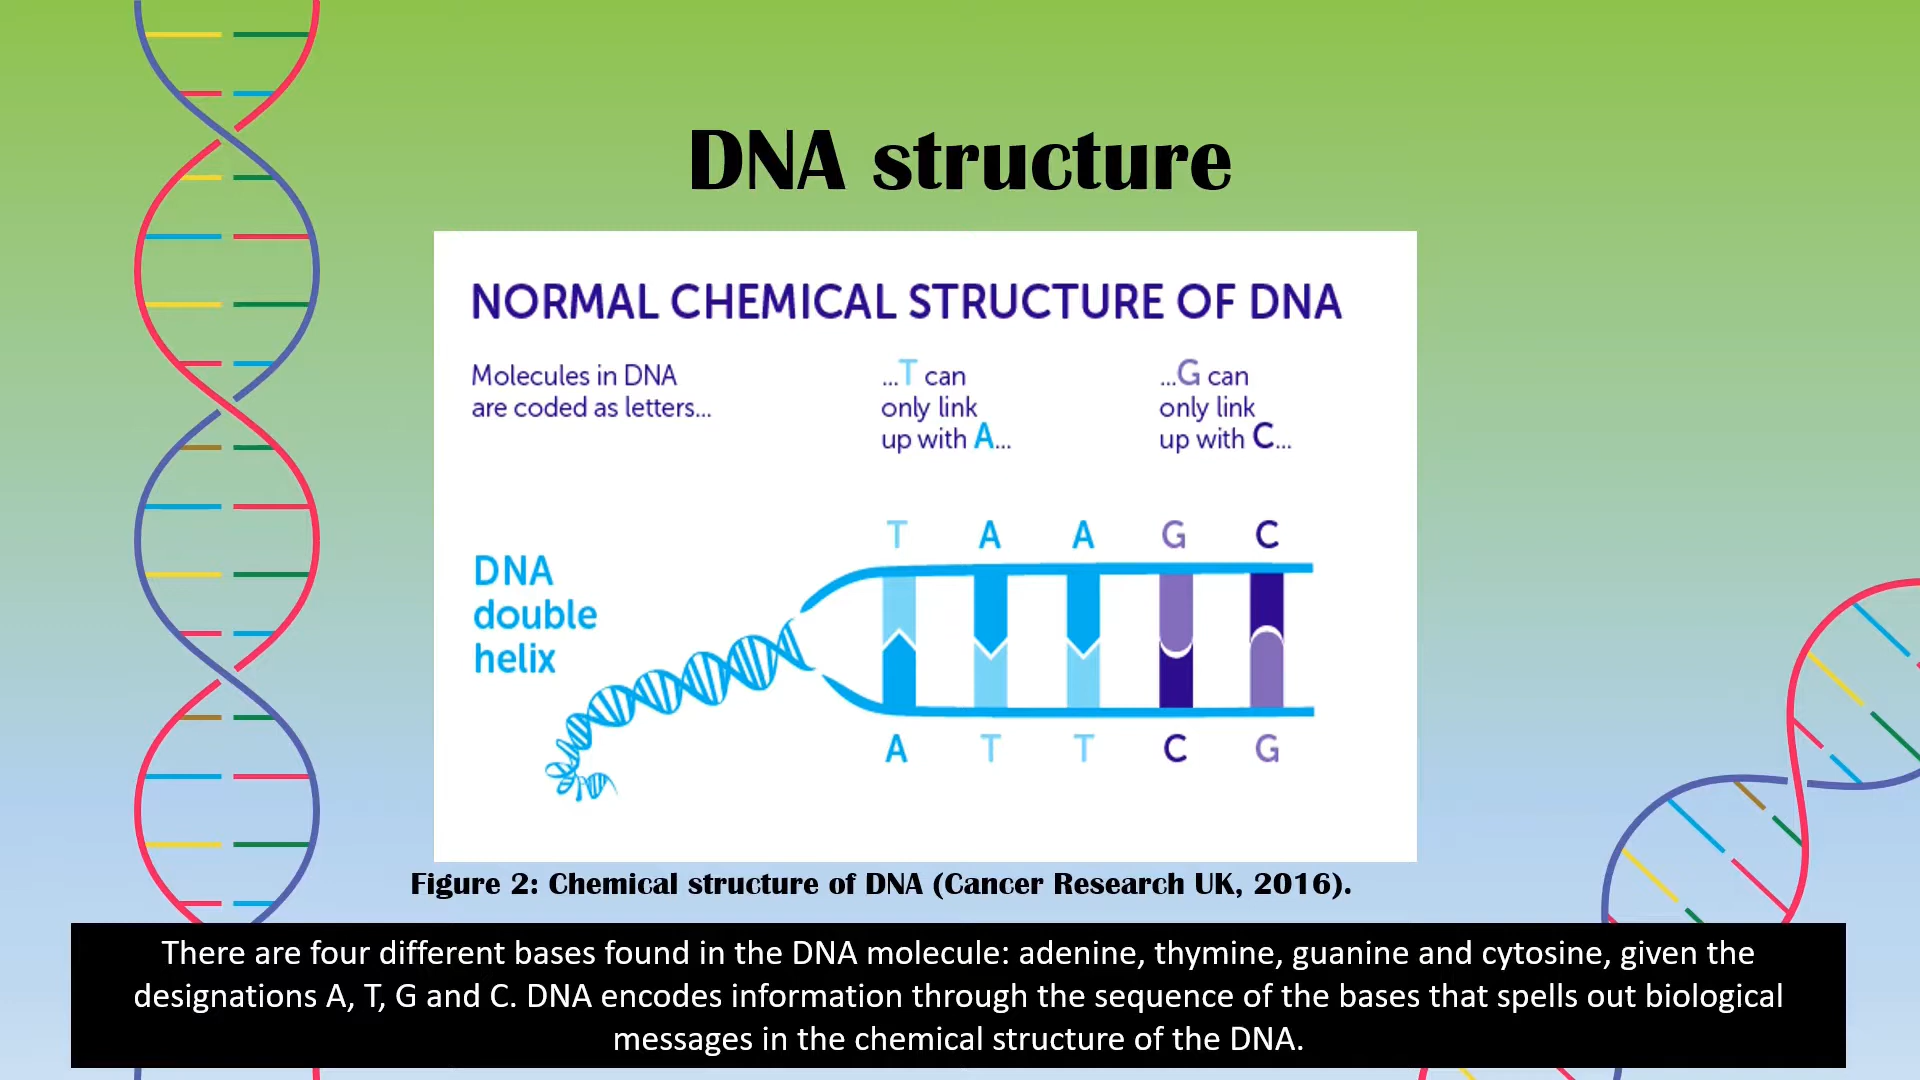 DNA structure
NORMAL CHEMICAL STRUCTURE OF DNA
Molecules in DNA
are coded as letters...
...T can
only link
up with A...
...G can
only link
up with C...
DNA
double
helix
T A A G C
A T T C G
Figure 2: Chemical structure of DNA (Cancer Research UK, 2016).
There are four different bases found in the DNA molecule: adenine, thymine, guanine and cytosine, given the
designations A, T, G and C. DNA encodes information through the sequence of the bases that spells out biological
messages in the chemical structure of the DNA.